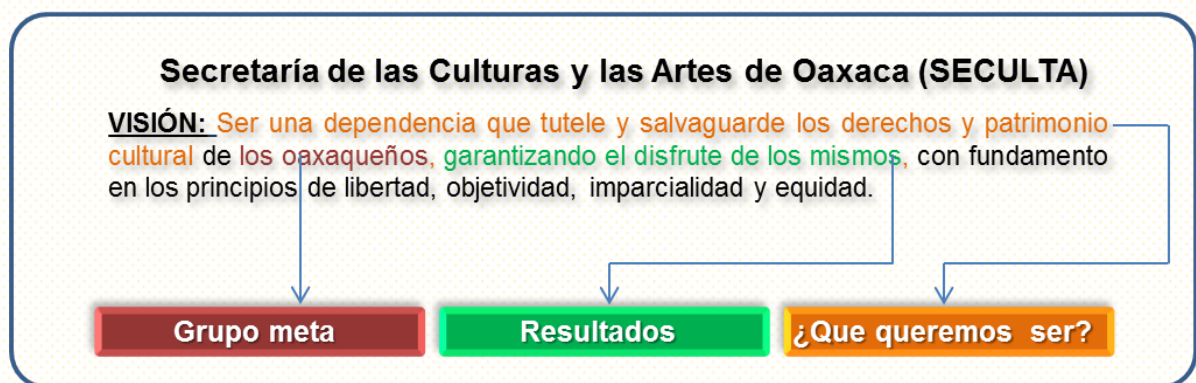 Secretaría de las Culturas y las Artes de Oaxaca (SECULTA)
VISIÓN: Ser una dependencia que tutele y salvaguarde los derechos y patrimonio
cultural de los oaxaqueños, garantizando el disfrute de los mismos, con fundamento
en los principios de libertad, objetividad, imparcialidad y equidad.
Grupo meta
Resultados
¿Que queremos ser?